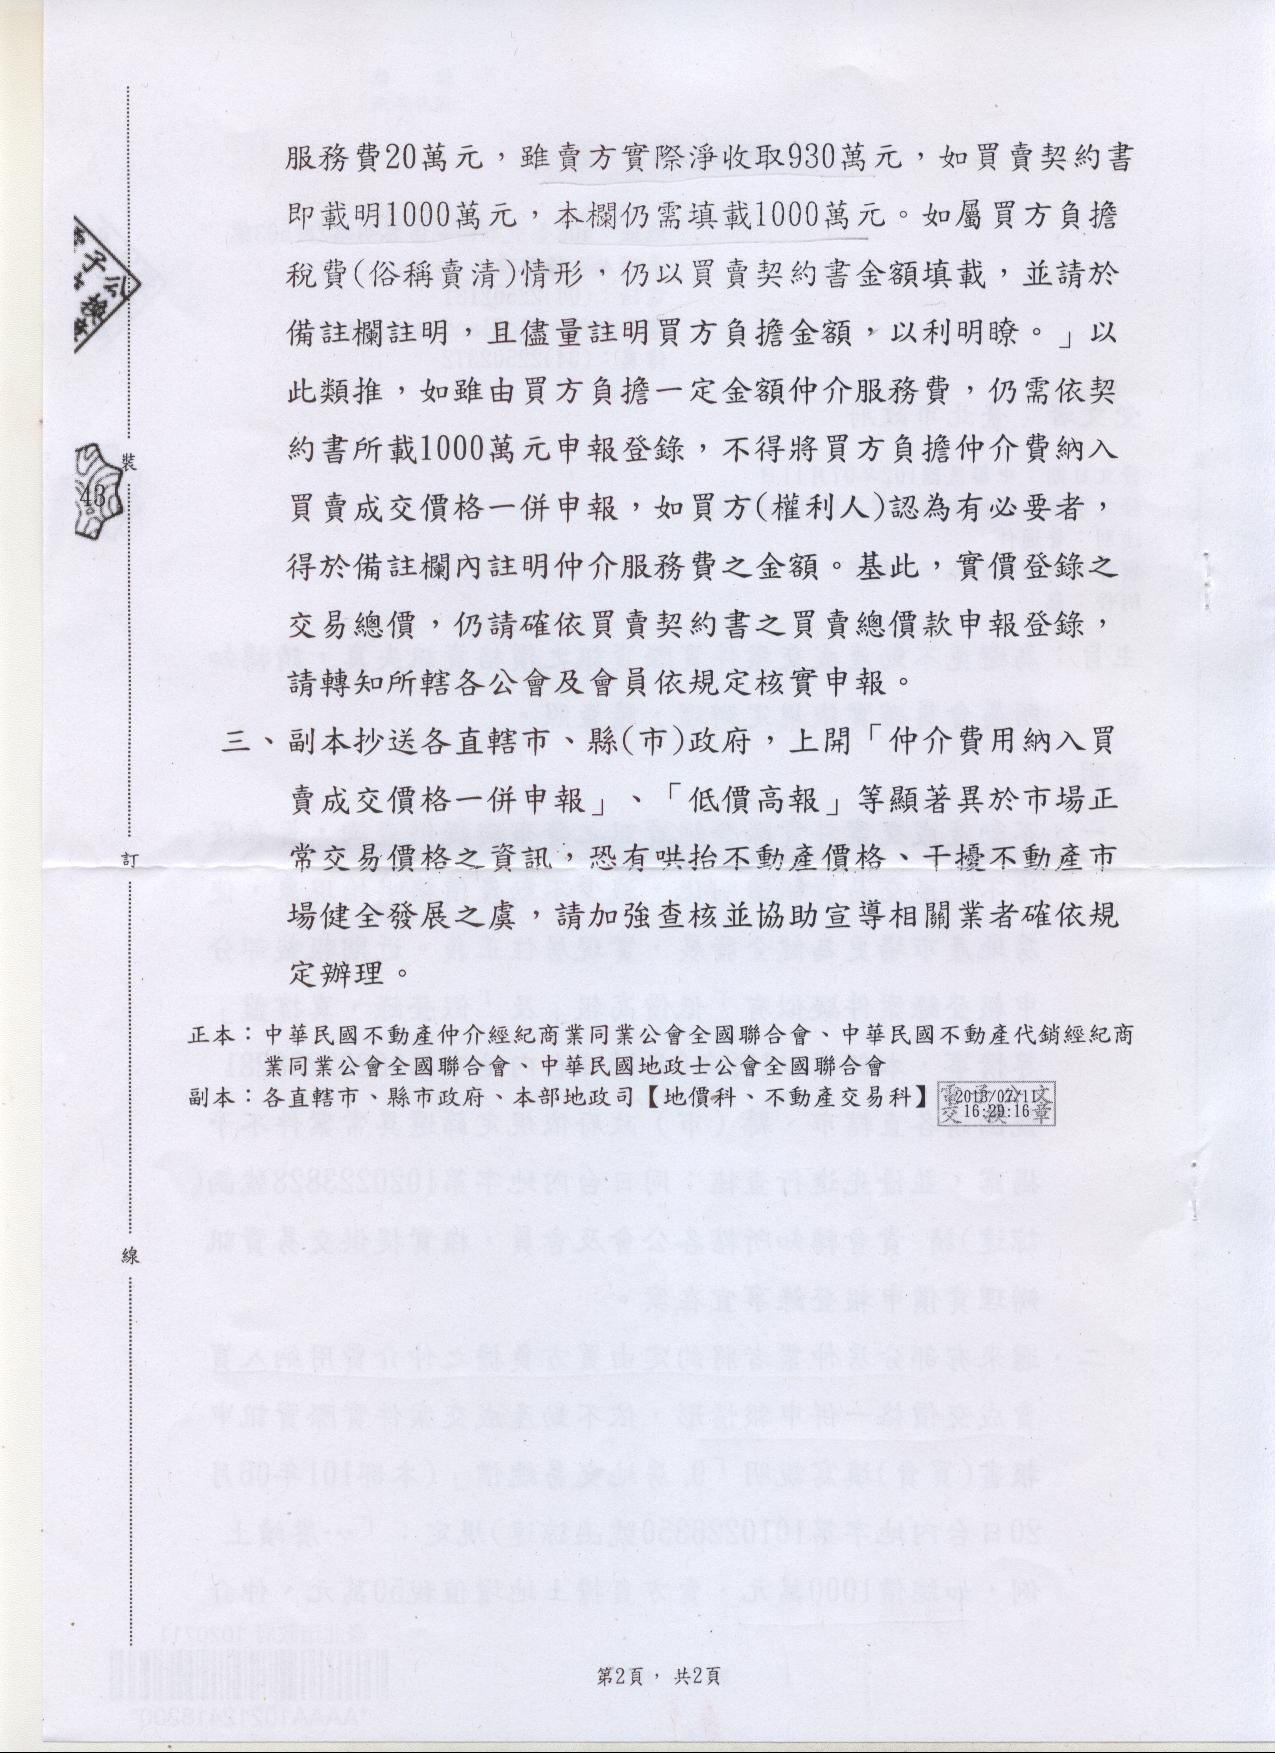 服務費20萬元，雖賣方實際淨收取930萬元，如買賣契約書
即載明1000萬元，本欄仍需填載1000萬元。如屬買方負擔
稅費(俗稱賣清)情形，仍以買賣契約書金額填載，並請於
備註欄註明，且儘量註明買方負擔金額，以利明瞭。」以
此類推，如雖由買方負擔一定金額仲介服務費，仍需依契
約書所載1000萬元申報登錄，不得將買方負擔仲介費納入
買賣成交價格一併申報，如買方(權利人)認為有必要者，
得於備註欄內註明仲介服務費之金額。基此，實價登錄之
交易總價，仍請確依買賣契約書之買賣總價款申報登錄，
請轉知所轄各公會及會員依規定核實申報。
三、副本抄送各直轄市、縣(市)政府，上開「仲介費用納入買
賣成交價格一併申報」、「低價高報」等顯著異於市場正
常交易價格之資訊，恐有哄抬不動產價格、干擾不動產市
場健全發展之虞，請加強查核並協助宣導相關業者確依規
定辦理。
正本：中華民國不動產仲介經紀商業同業公會全國聯合會、中華民國不動產代銷經紀商
業同業公會全國聯合會、中華民國地政士公會全國聯合會
副本：各直轄市、縣市政府、本部地政司【地價科、不動產交易科】
電子公文
2013/07/11
16:29:16
交換章
子公
換
43
裝
訂
線
第2頁， 共2頁